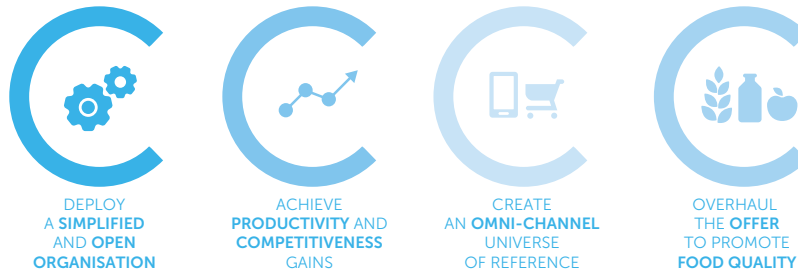 DEPLOY
A SIMPLIFIED
AND OPEN
ORGANISATION
ACHIEVE
PRODUCTIVITY AND
COMPETITIVENESS
GAINS
CREATE
AN OMNI-CHANNEL
UNIVERSE
OF REFERENCE
OVERHAUL
THE OFFER
TO PROMOTE
FOOD QUALITY